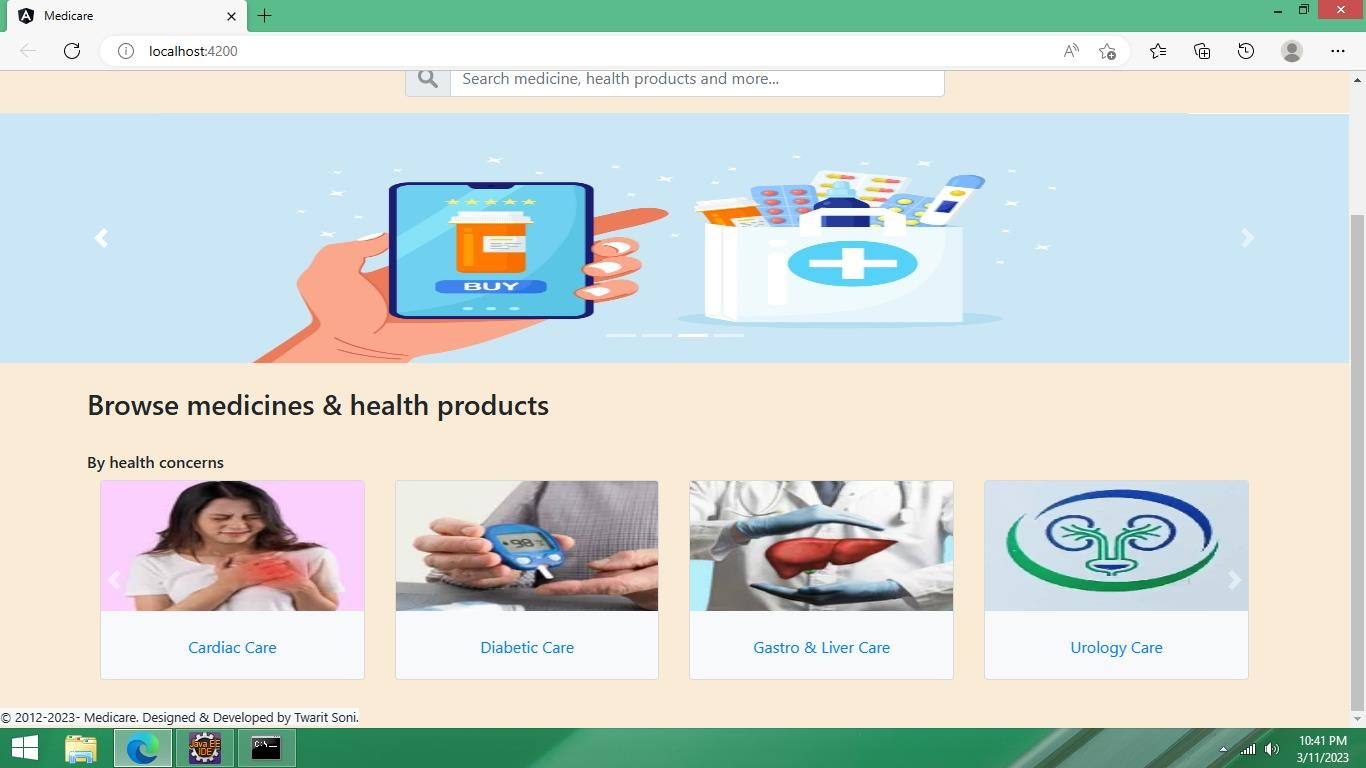 Medicare
localhost:4200
Search medicine, health products and more...
BUY
98
Browse medicines & health products
By health concerns
Cardiac Care
Diabetic Care
Gastro & Liver Care
Urology Care
© 2012-2023- Medicare. Designed & Developed by Twarit Soni.
Java EE
IDE
C:\_
10:41 PM
3/11/2023